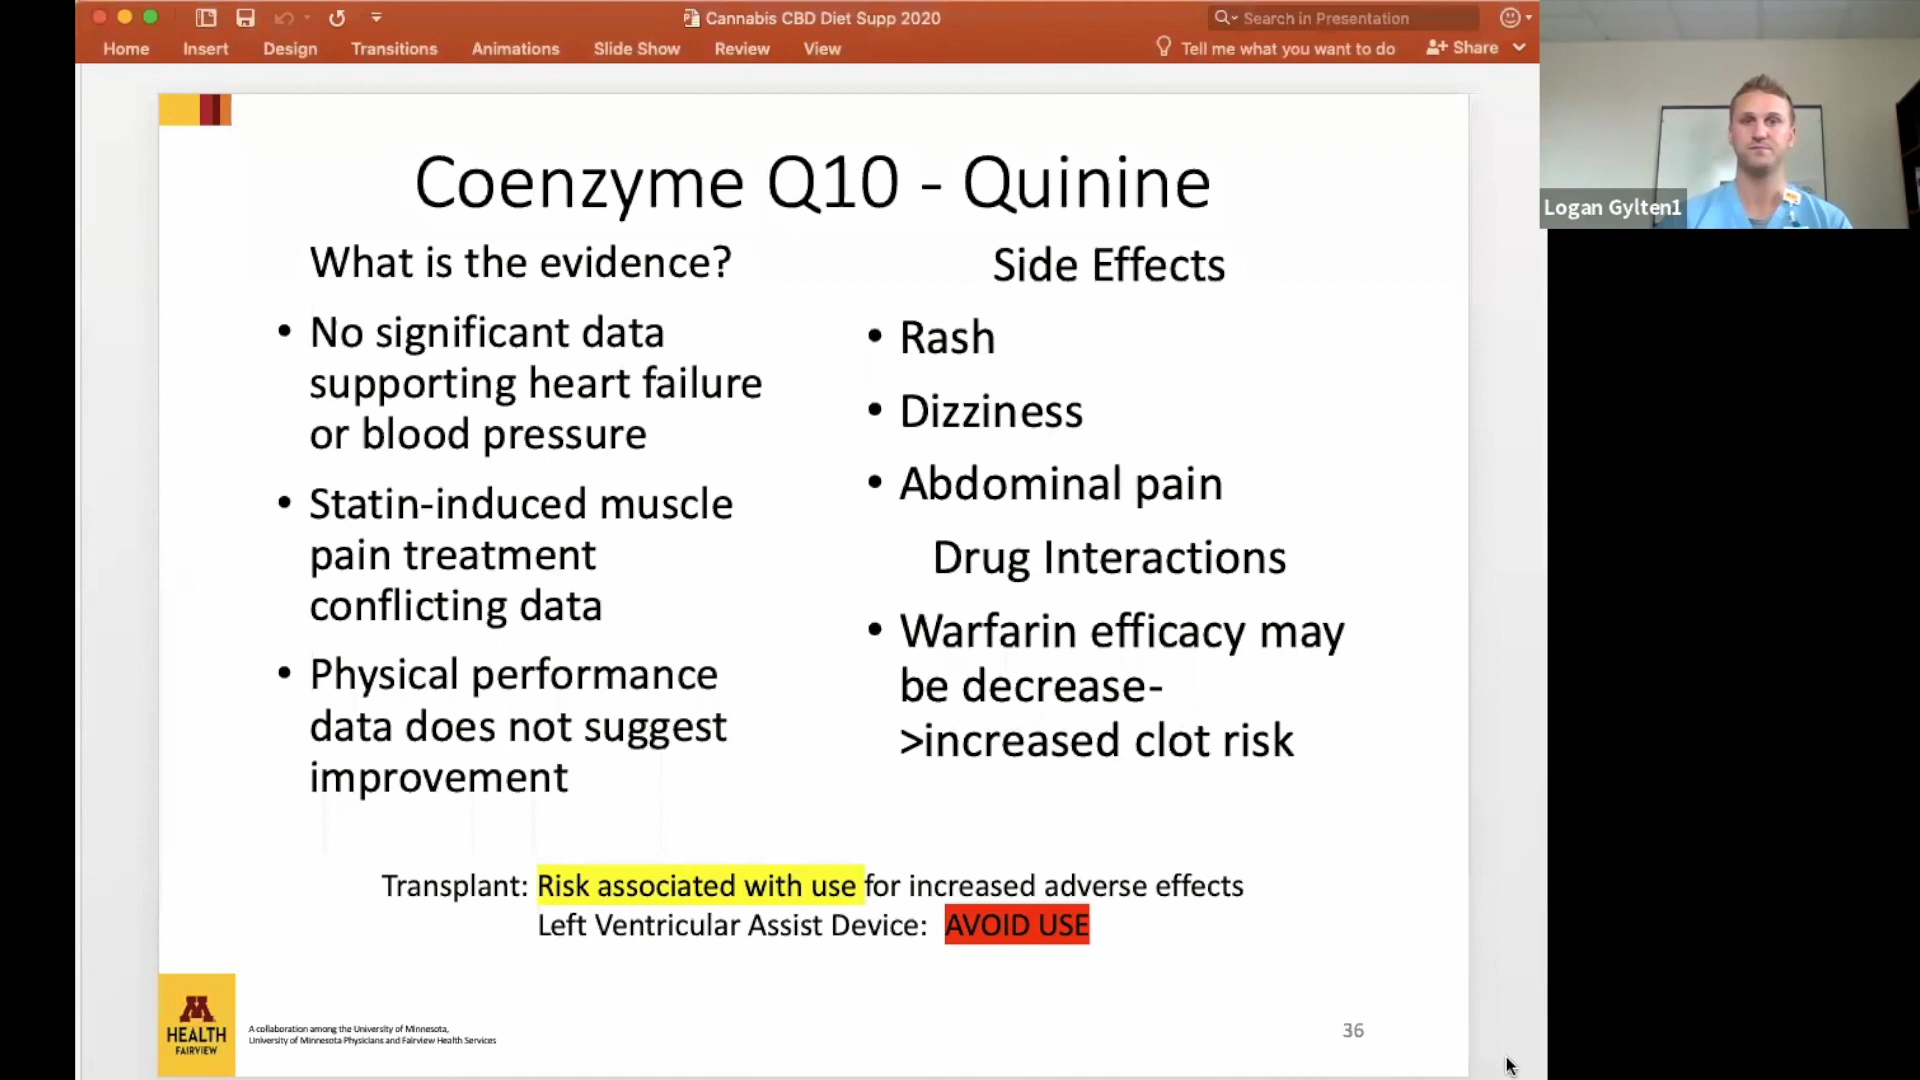 Cannabis CBD Diet Supp 2020
Search in Presentation
Home Insert Design Transitions Animations Slide Show Review View
Tell me what you want to do
Share
Logan Gylten1
Coenzyme Q10 - Quinine
What is the evidence?
• No significant data
supporting heart failure
or blood pressure
• Statin-induced muscle
pain treatment
conflicting data
• Physical performance
data does not suggest
improvement
Side Effects
• Rash
• Dizziness
• Abdominal pain
Drug Interactions
• Warfarin efficacy may
be decrease-
>increased clot risk
Transplant: Risk associated with use for increased adverse effects
Left Ventricular Assist Device: AVOID USE
M
HEALTH
FAIRVIEW
A collaboration among the University of Minnesota,
University of Minnesota Physicians and Fairview Health Services
36